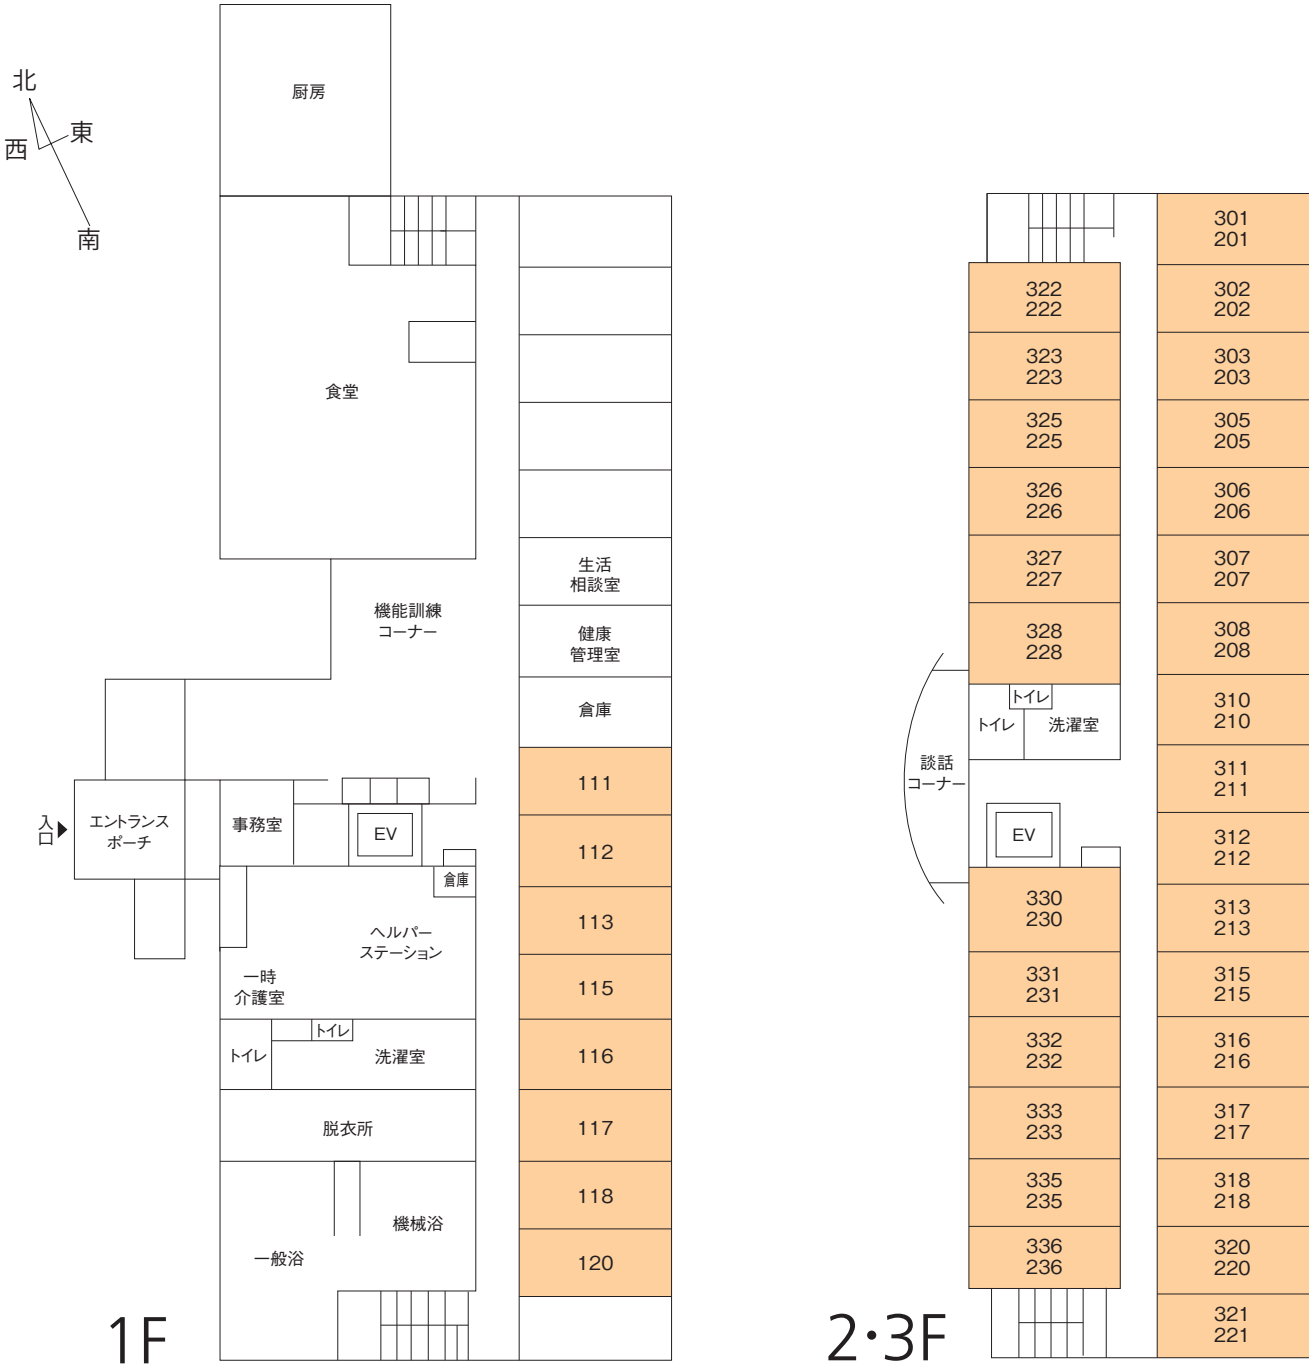 北
西
東
南
厨房
食堂
機能訓練
コーナー
生活
相談室
健康
管理室
倉庫
111
112
113
115
116
117
118
120
入口
エントランス
ポーチ
事務室
EV
倉庫
ヘルパー
ステーション
一時
介護室
トイレ
トイレ
洗濯室
脱衣所
機械浴
一般浴
1F
301
201
302
202
303
203
305
205
306
206
307
207
308
208
310
210
311
211
312
212
313
213
315
215
316
216
317
217
318
218
320
220
321
221
322
222
323
223
325
225
326
226
327
227
328
228
トイレ
トイレ
洗濯室
談話
コーナー
EV
330
230
331
231
332
232
333
233
335
235
336
236
2・3F